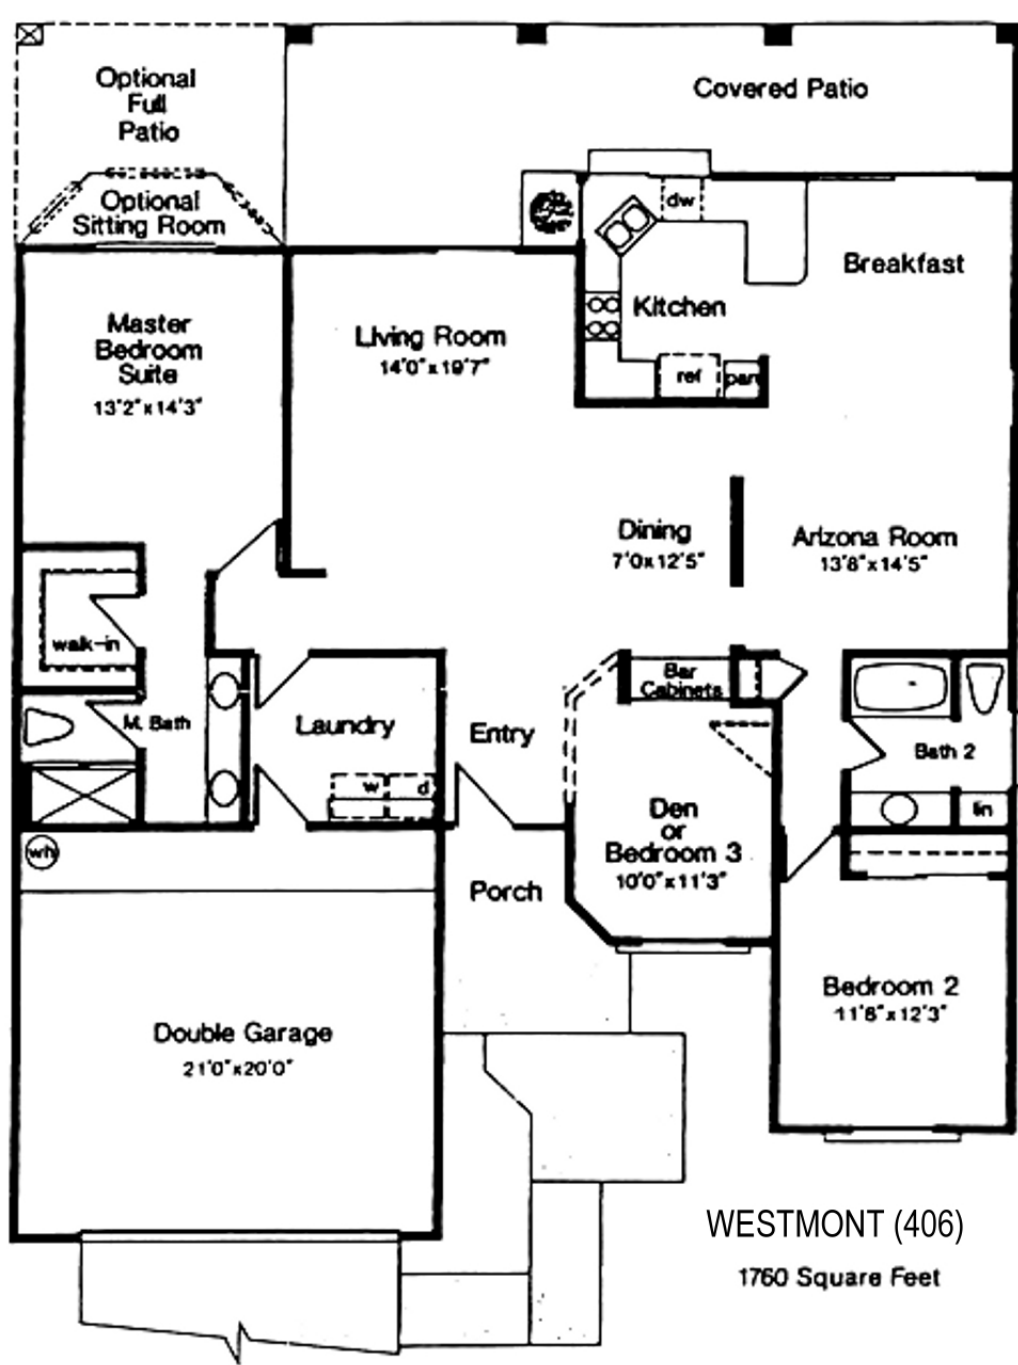 Optional
Full
Patio
Covered Patio
Optional
Sitting Room
dw
Breakfast
Kitchen
Master
Bedroom
Suite
13'2"x14'3"
Living Room
14'0"x19'7"
ref
pan
Dining
7'0x12'5"
Arizona Room
13'8"x14'5"
walk-in
M. Bath
Laundry
w
d
Entry
Bar
Cabinets
Bath 2
lin
Den
or
Bedroom 3
10'0"x11'3"
wh
Porch
Bedroom 2
11'6"x12'3"
Double Garage
21'0"x20'0"
WESTMONT (406)
1760 Square Feet